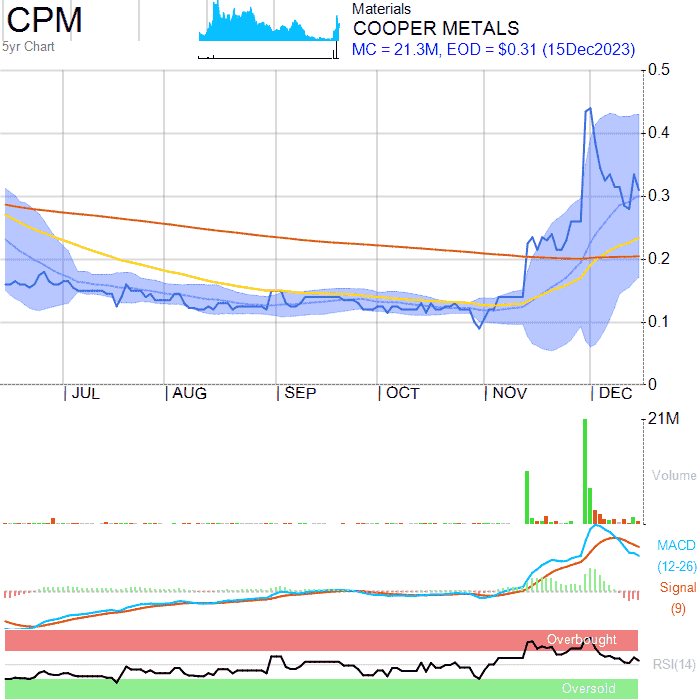 CPM
5yr Chart
Materials
COOPER METALS
MC = 21.3M, EOD = $0.31 (15Dec2023)
0.5
0.4
0.3
0.2
0.1
0
JUL AUG SEP OCT NOV DEC
21M
Volume
MACD
(12-26)
Signal
(9)
Overbought
RSI(14)
Oversold